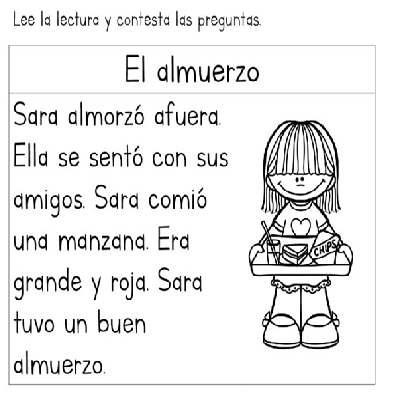 Lee la lectura y contesta las preguntas.
El almuerzo
Sara almorzó afuera.
Ella se sentó con sus
amigos. Sara comió
una manzana. Era
grande y roja. Sara
tuvo un buen
almuerzo.
CHIPS